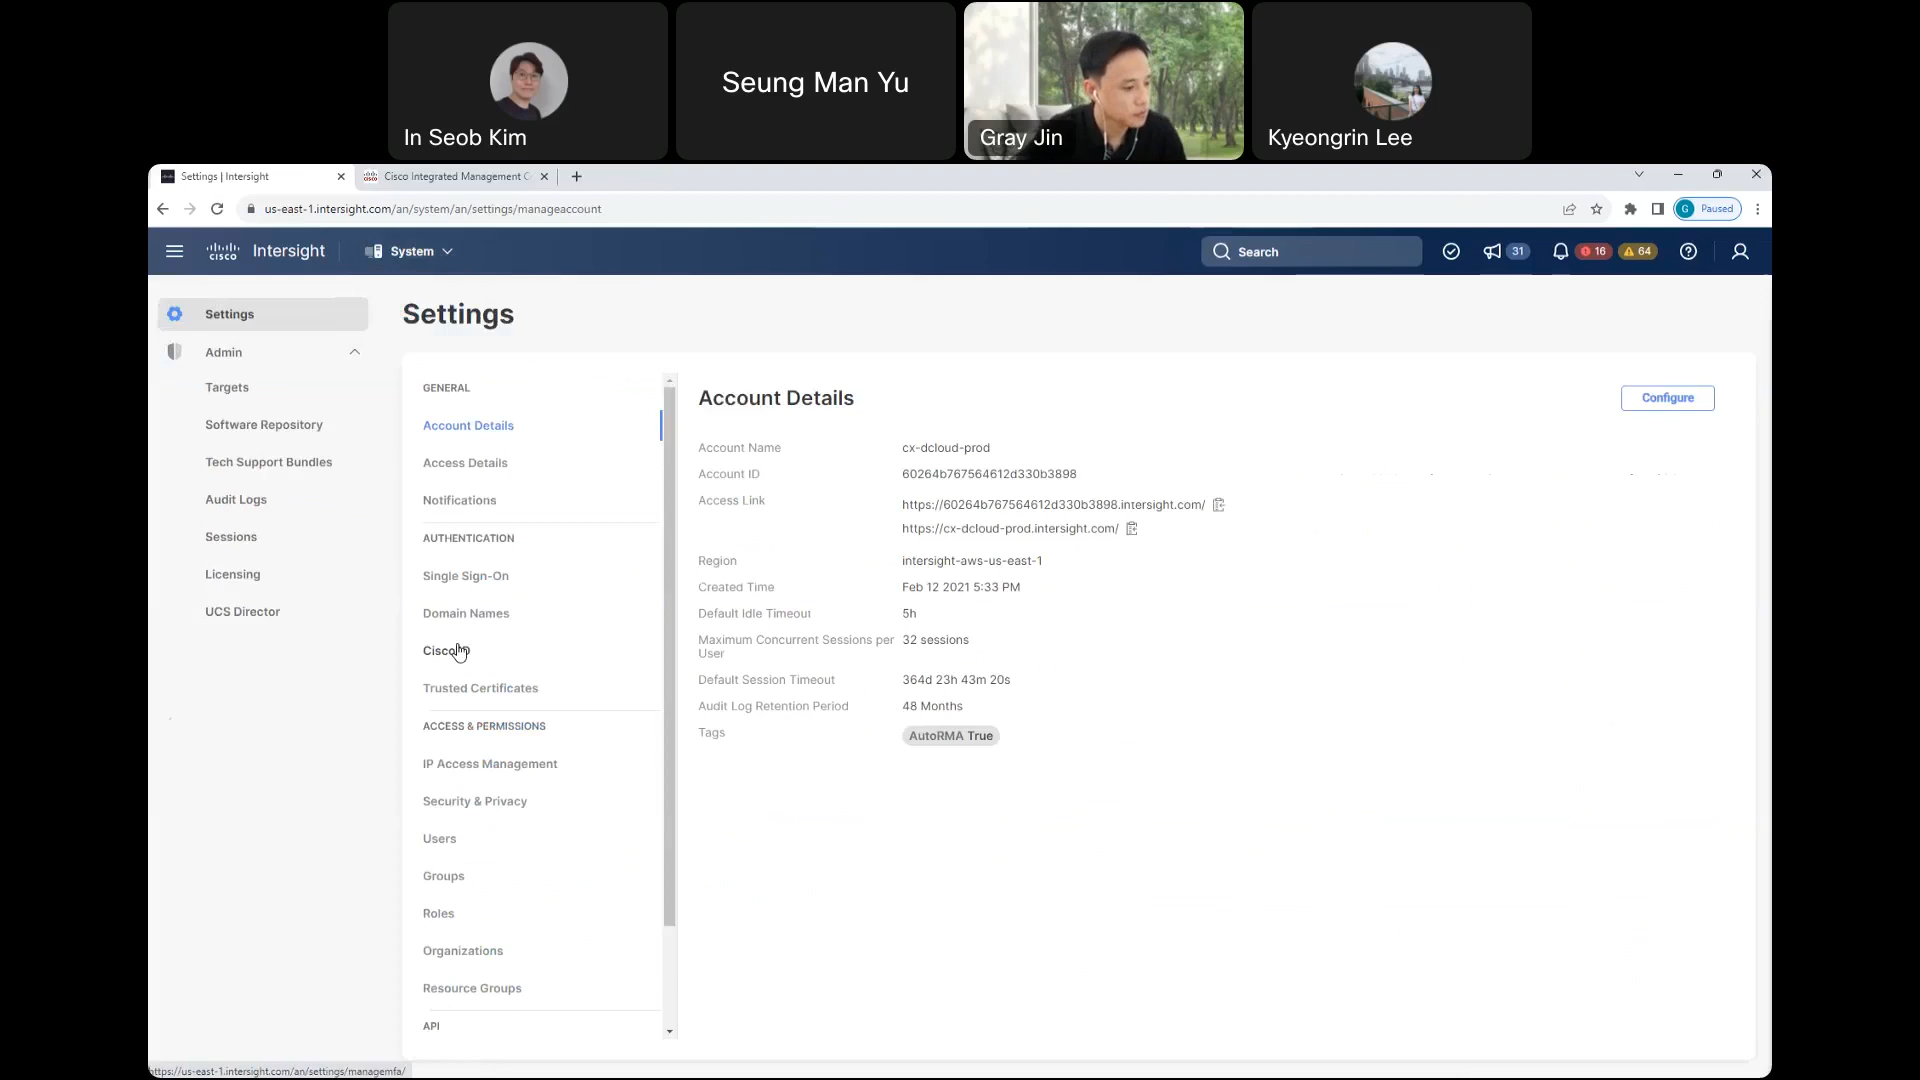 In Seob Kim
Seung Man Yu
Gray Jin
Kyeongrin Lee
Settings | Intersight
Cisco Integrated Management C
us-east-1.intersight.com/an/system/an/settings/manageaccount
G Paused
cisco Intersight
System
Search
31
16
64
Settings
Admin
Targets
Software Repository
Tech Support Bundles
Audit Logs
Sessions
Licensing
UCS Director
Settings
GENERAL
Account Details
Access Details
Notifications
AUTHENTICATION
Single Sign-On
Domain Names
Cisco
Trusted Certificates
ACCESS & PERMISSIONS
IP Access Management
Security & Privacy
Users
Groups
Roles
Organizations
Resource Groups
API
Account Details
Configure
Account Name cx-dcloud-prod
Account ID 60264b767564612d330b3898
Access Link https://60264b767564612d330b3898.intersight.com/
https://cx-dcloud-prod.intersight.com/
Region intersight-aws-us-east-1
Created Time Feb 12 2021 5:33 PM
Default Idle Timeout 5h
Maximum Concurrent Sessions per User 32 sessions
Default Session Timeout 364d 23h 43m 20s
Audit Log Retention Period 48 Months
Tags AutoRMA True
https://us-east-1.intersight.com/an/settings/managemfa/